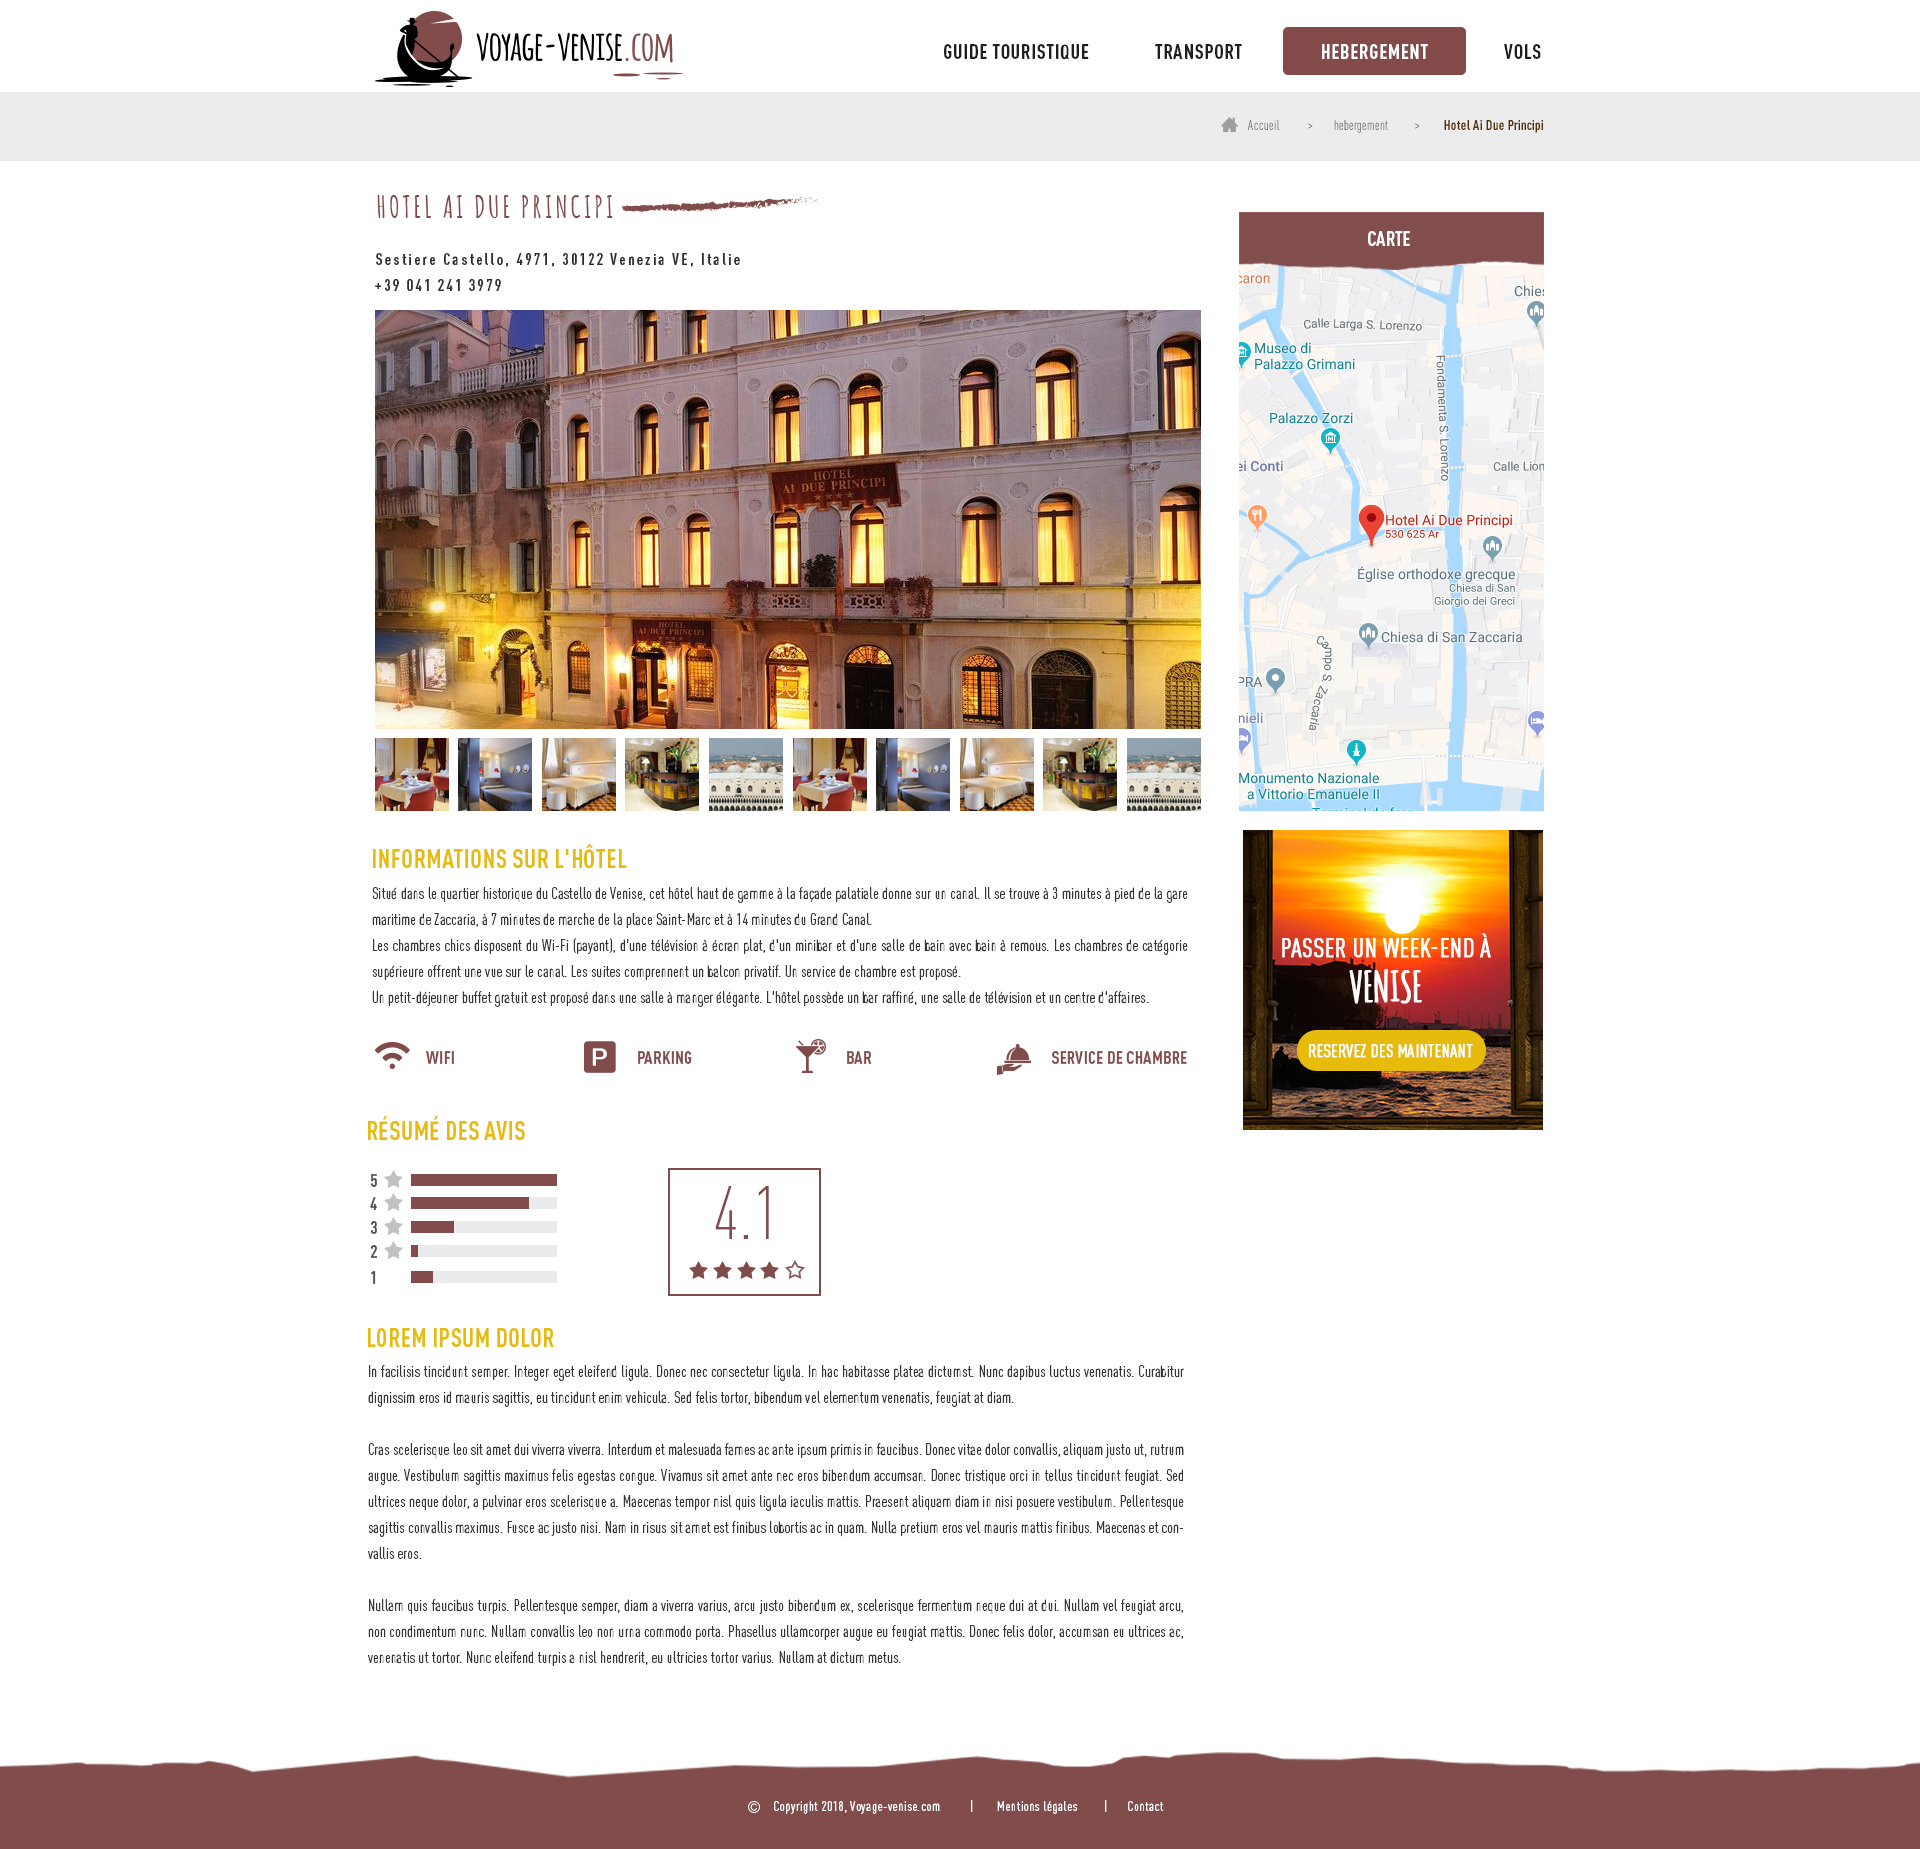 VOYAGE-VENISE.COM
GUIDE TOURISTIQUE
TRANSPORT
HEBERGEMENT
VOLS
Accueil > hebergement > Hotel Ai Due Principi
HOTEL AI DUE PRINCIPI
Sestiere Castello, 4971, 30122 Venezia VE, Italie
+39 041 241 3979
HOTEL
AI DUE PRINCIPI
HOTEL
AI DUE PRINCIPI
CARTE
caron
Chies
Calle Larga S. Lorenzo
Museo di
Palazzo Grimani
Fondamenta S. Lorenzo
Palazzo Zorzi
ei Conti
Calle Lion
Hotel Ai Due Principi
530 625 Ar
Église orthodoxe grecque
Chiesa di San
Giorgio dei Greci
Chiesa di San Zaccaria
Campo S. Zaccaria
PRA
nieli
Monumento Nazionale
a Vittorio Emanuele II
INFORMATIONS SUR L'HÔTEL
Situé dans le quartier historique du Castello de Venise, cet hôtel haut de gamme à la façade palatiale donne sur un canal. Il se trouve à 3 minutes à pied de la gare
maritime de Zaccaria, à 7 minutes de marche de la place Saint-Marc et à 14 minutes du Grand Canal.
Les chambres chics disposent du Wi-Fi (payant), d'une télévision à écran plat, d'un minibar et d'une salle de bain avec bain à remous. Les chambres de catégorie
supérieure offrent une vue sur le canal. Les suites comprennent un balcon privatif. Un service de chambre est proposé.
Un petit-déjeuner buffet gratuit est proposé dans une salle à manger élégante. L'hôtel possède un bar raffiné, une salle de télévision et un centre d'affaires.
WIFI
P
PARKING
BAR
SERVICE DE CHAMBRE
PASSER UN WEEK-END À
VENISE
RESERVEZ DES MAINTENANT
RÉSUMÉ DES AVIS
5
4
3
2
1
4.1
LOREM IPSUM DOLOR
In facilisis tincidunt semper. Integer eget eleifend ligula. Donec nec consectetur ligula. In hac habitasse platea dictumst. Nunc dapibus luctus venenatis. Curabitur
dignissim eros id mauris sagittis, eu tincidunt enim vehicula. Sed felis tortor, bibendum vel elementum venenatis, feugiat at diam.
Cras scelerisque leo sit amet dui viverra viverra. Interdum et malesuada fames ac ante ipsum primis in faucibus. Donec vitae dolor convallis, aliquam justo ut, rutrum
augue. Vestibulum sagittis maximus felis egestas congue. Vivamus sit amet ante nec eros bibendum accumsan. Donec tristique orci in tellus tincidunt feugiat. Sed
ultrices neque dolor, a pulvinar eros scelerisque a. Maecenas tempor nisl quis ligula iaculis mattis. Praesent aliquam diam in nisi posuere vestibulum. Pellentesque
sagittis convallis maximus. Fusce ac justo nisi. Nam in risus sit amet est finibus lobortis ac in quam. Nulla pretium eros vel mauris mattis finibus. Maecenas et con-
vallis eros.
Nullam quis faucibus turpis. Pellentesque semper, diam a viverra varius, arcu justo bibendum ex, scelerisque fermentum neque dui at dui. Nullam vel feugiat arcu,
non condimentum nunc. Nullam convallis leo non urna commodo porta. Phasellus ullamcorper augue eu feugiat mattis. Donec felis dolor, accumsan eu ultrices ac,
venenatis ut tortor. Nunc eleifend turpis a nisl hendrerit, eu ultricies tortor varius. Nullam at dictum metus.
© Copyright 2018, Voyage-venise.com | Mentions légales | Contact